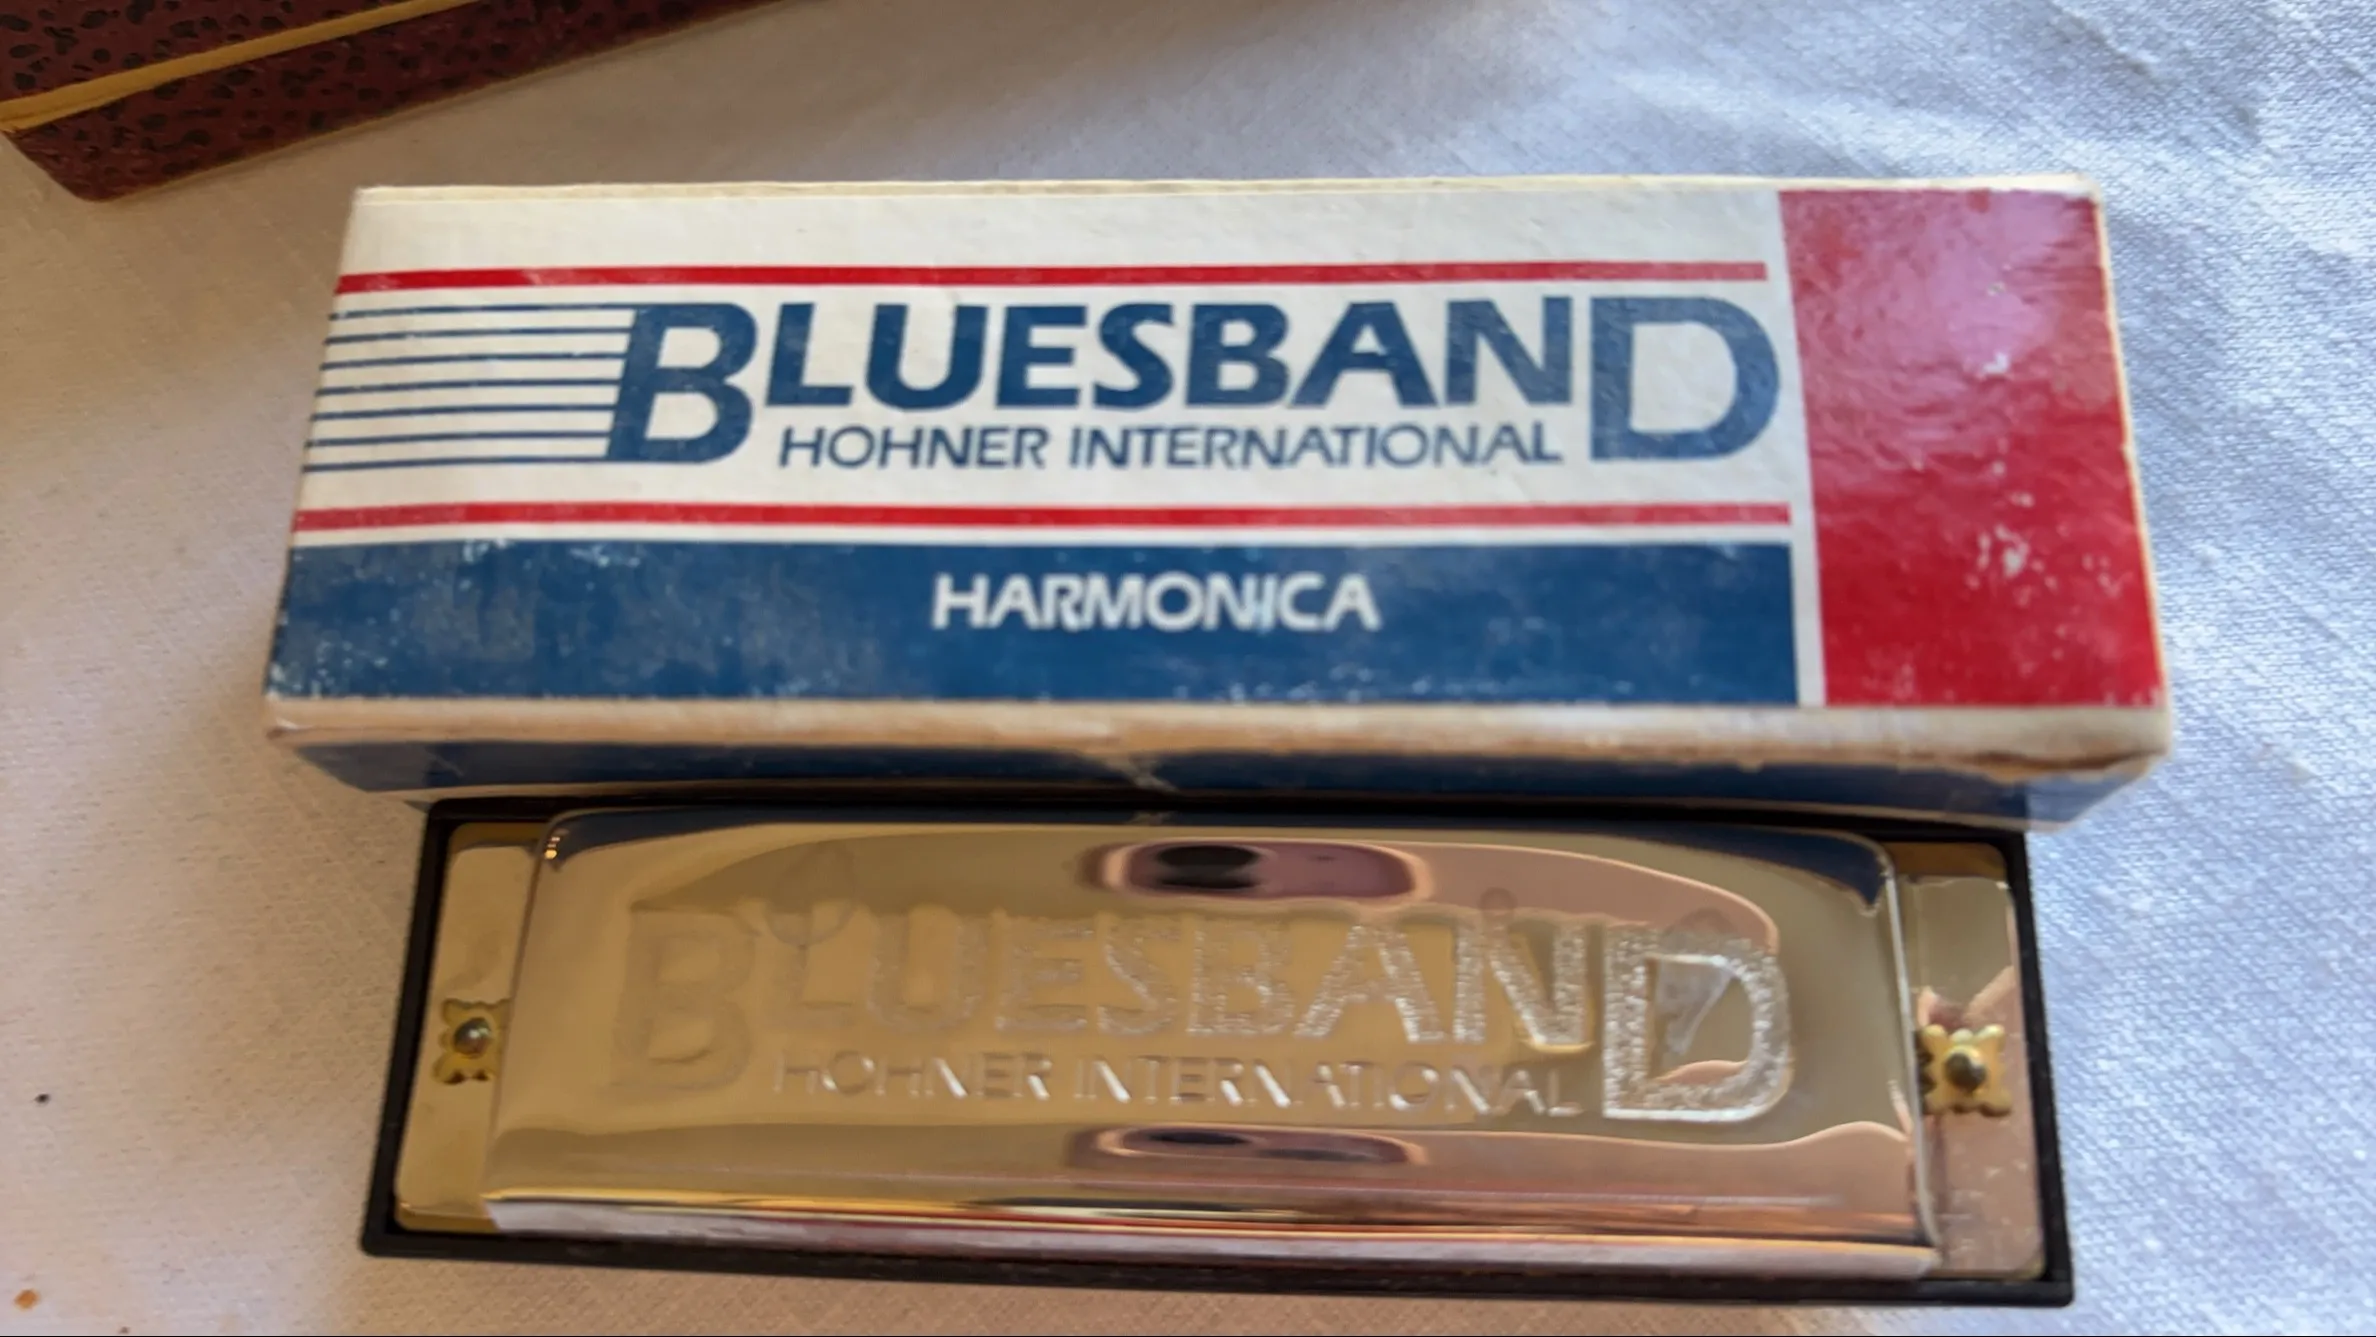 BLUESBAND
HOHNER INTERNATIONAL
HARMONICA
BLUESBAND
HOHNER INTERNATIONAL